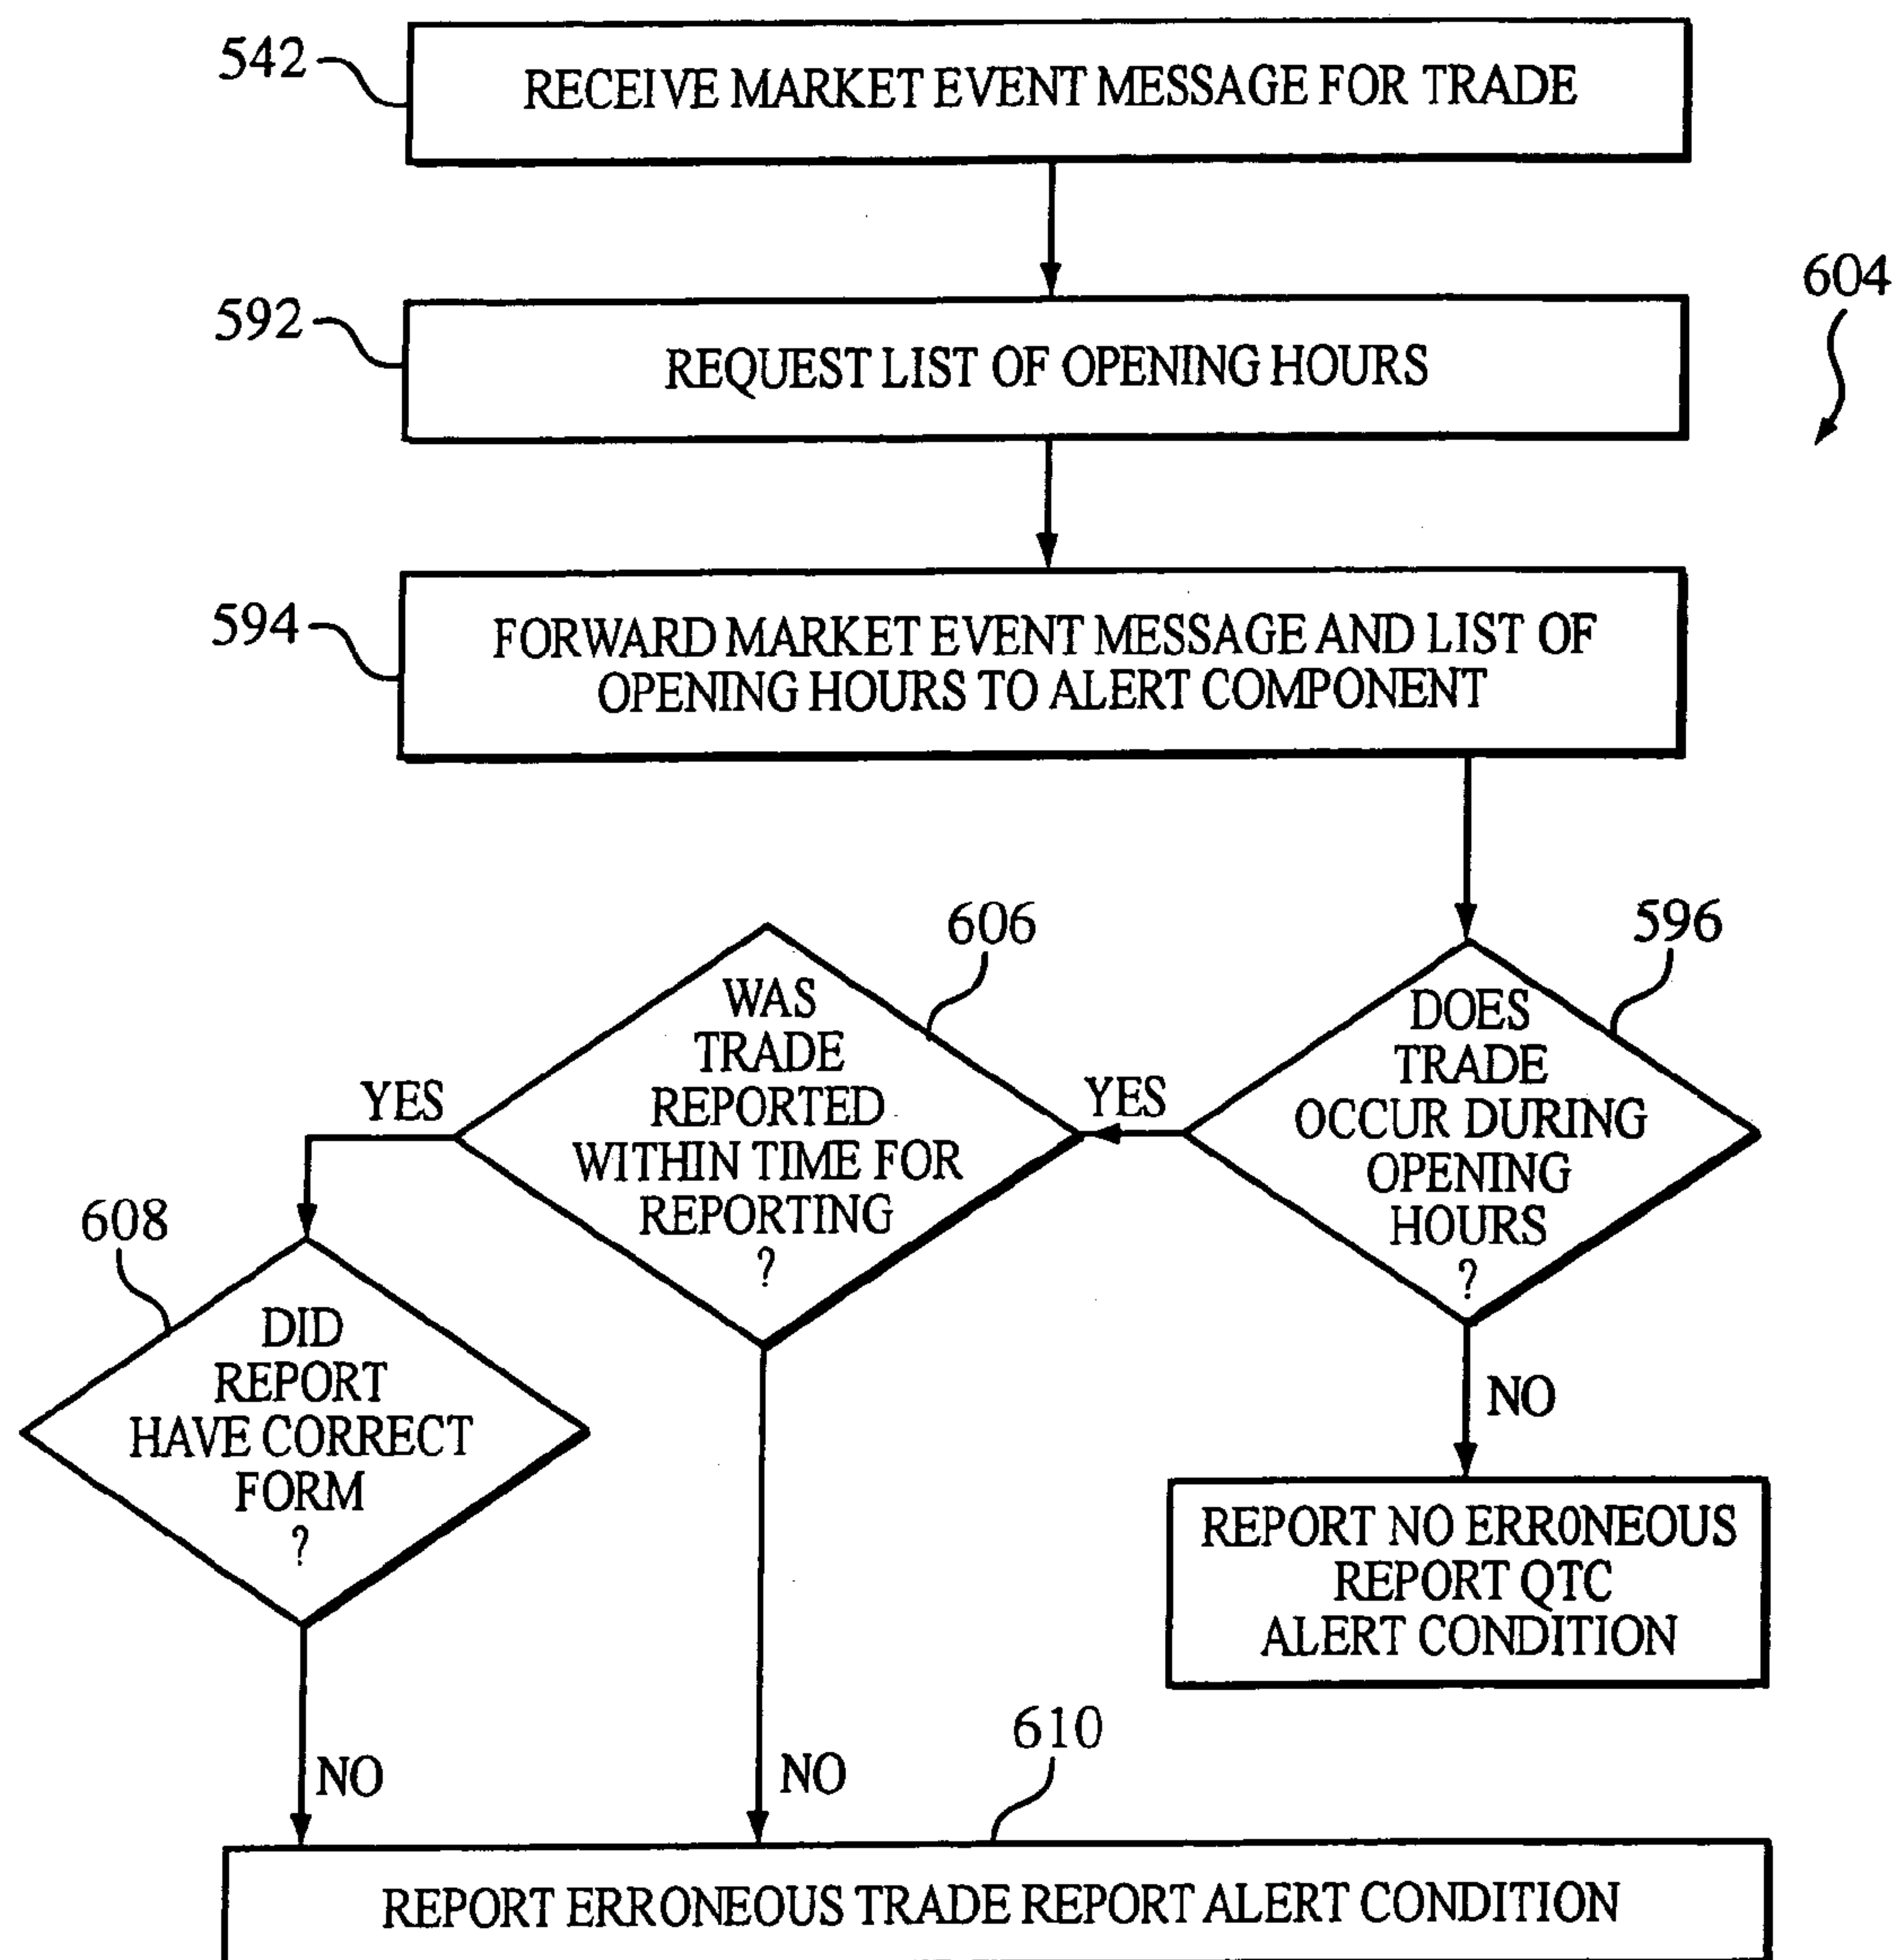 542
RECEIVE MARKET EVENT MESSAGE FOR TRADE
592
REQUEST LIST OF OPENING HOURS
604
594
FORWARD MARKET EVENT MESSAGE AND LIST OF
OPENING HOURS TO ALERT COMPONENT
596
DOES
TRADE
OCCUR DURING
OPENING
HOURS
?
YES
NO
REPORT NO ERRONEOUS
REPORT QTC
ALERT CONDITION
606
WAS
TRADE
REPORTED
WITHIN TIME FOR
REPORTING
?
YES
NO
608
DID
REPORT
HAVE CORRECT
FORM
?
NO
610
REPORT ERRONEOUS TRADE REPORT ALERT CONDITION